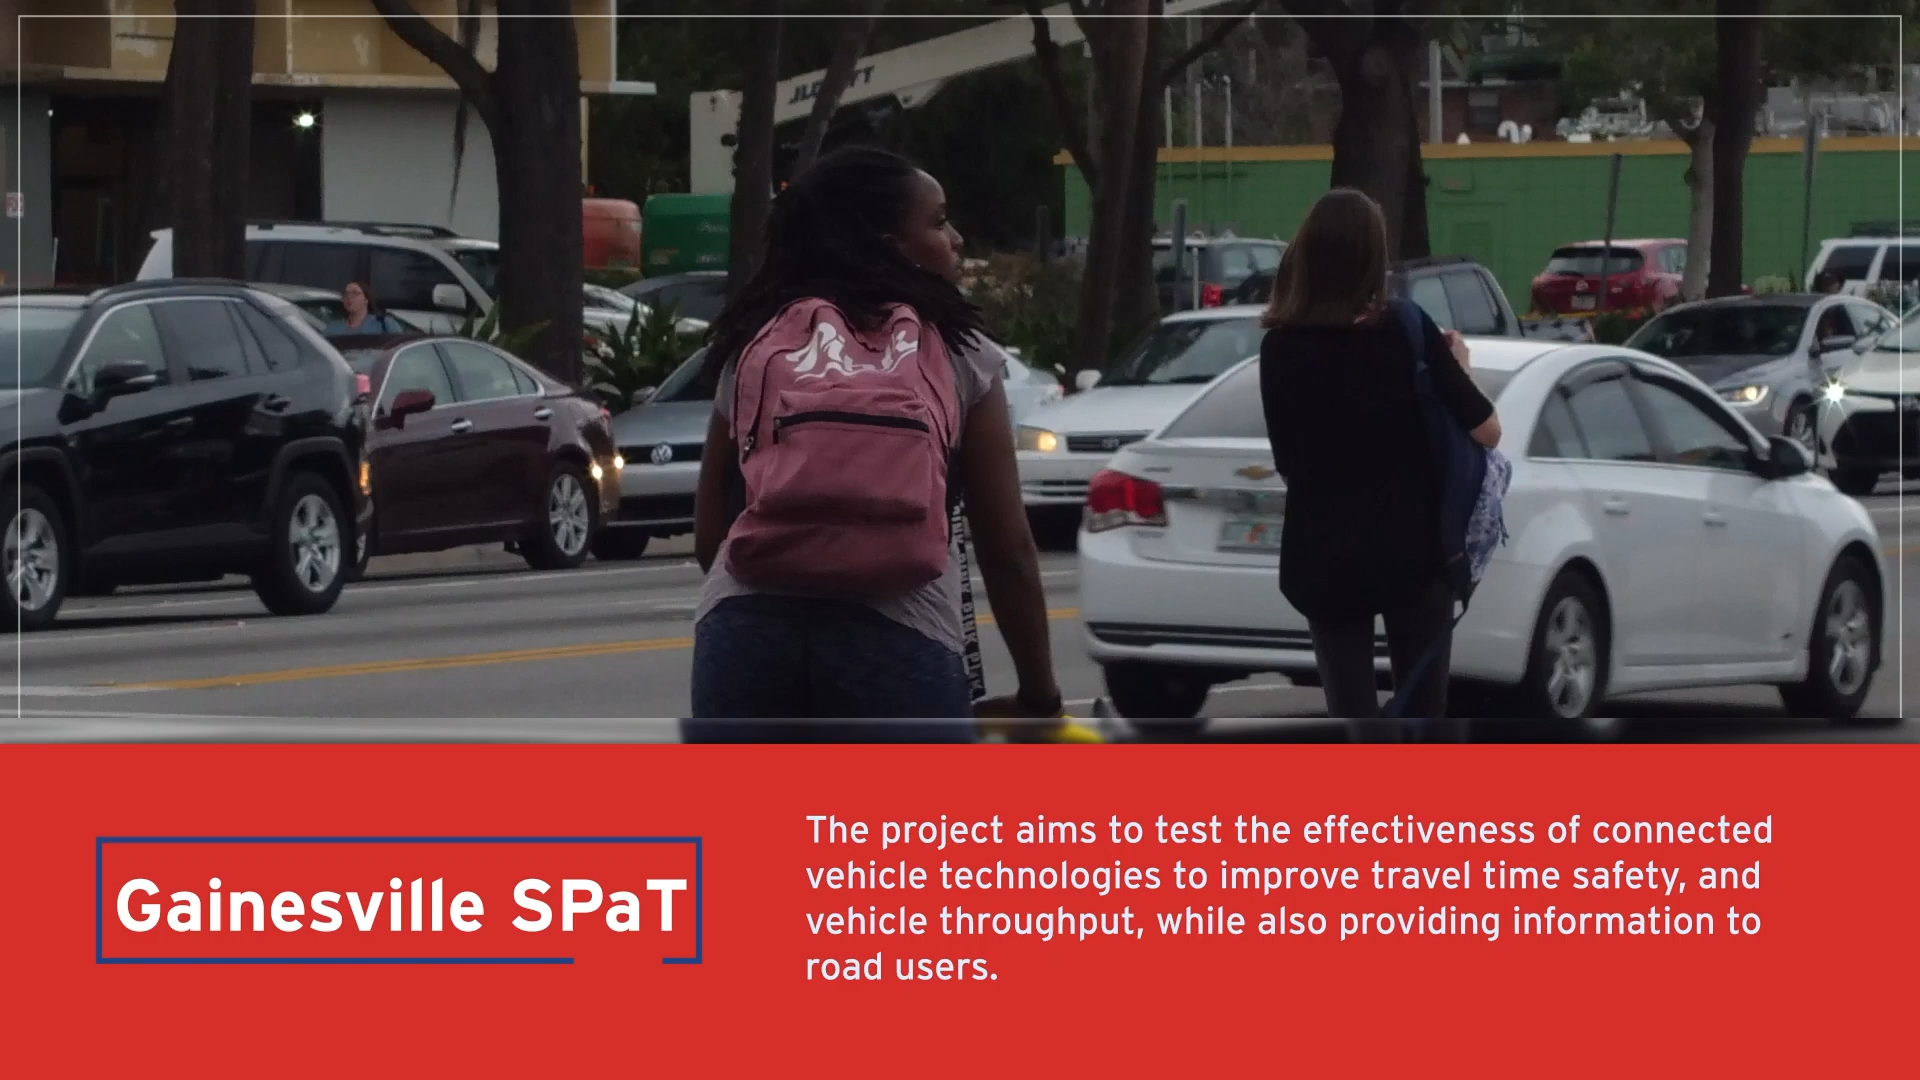 Gainesville SPaT
The project aims to test the effectiveness of connected
vehicle technologies to improve travel time safety, and
vehicle throughput, while also providing information to
road users.